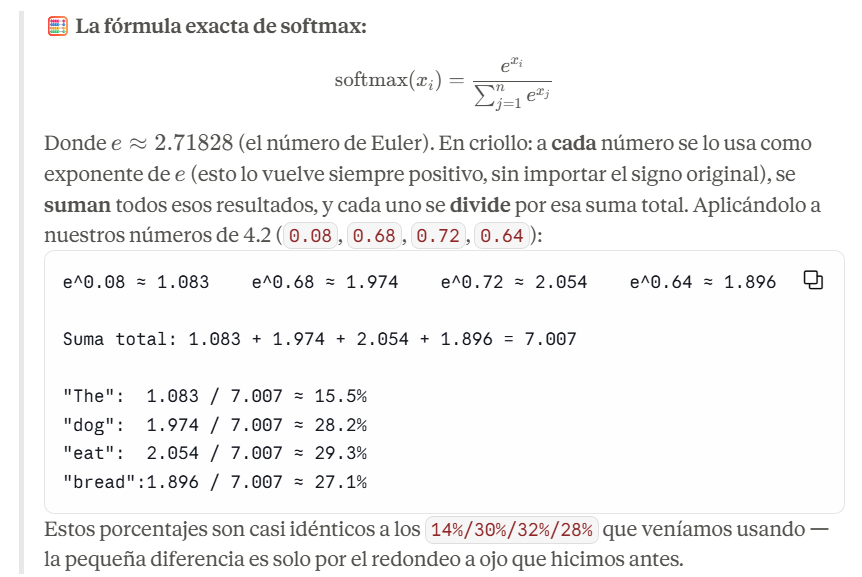 🧮 La fórmula exacta de softmax:
softmax(xᵢ) = e^{xᵢ} / ∑ⁿⱼ₌₁ e^{xⱼ}
Donde e ≈ 2.71828 (el número de Euler). En criollo: a cada número se lo usa como
exponente de e (esto lo vuelve siempre positivo, sin importar el signo original), se
suman todos esos resultados, y cada uno se divide por esa suma total. Aplicándolo a
nuestros números de 4.2 (0.08, 0.68, 0.72, 0.64):
e^0.08 ≈ 1.083    e^0.68 ≈ 1.974    e^0.72 ≈ 2.054    e^0.64 ≈ 1.896
Suma total: 1.083 + 1.974 + 2.054 + 1.896 = 7.007
"The":  1.083 / 7.007 ≈ 15.5%
"dog":  1.974 / 7.007 ≈ 28.2%
"eat":  2.054 / 7.007 ≈ 29.3%
"bread":1.896 / 7.007 ≈ 27.1%
Estos porcentajes son casi idénticos a los 14%/30%/32%/28% que veníamos usando —
la pequeña diferencia es solo por el redondeo a ojo que hicimos antes.